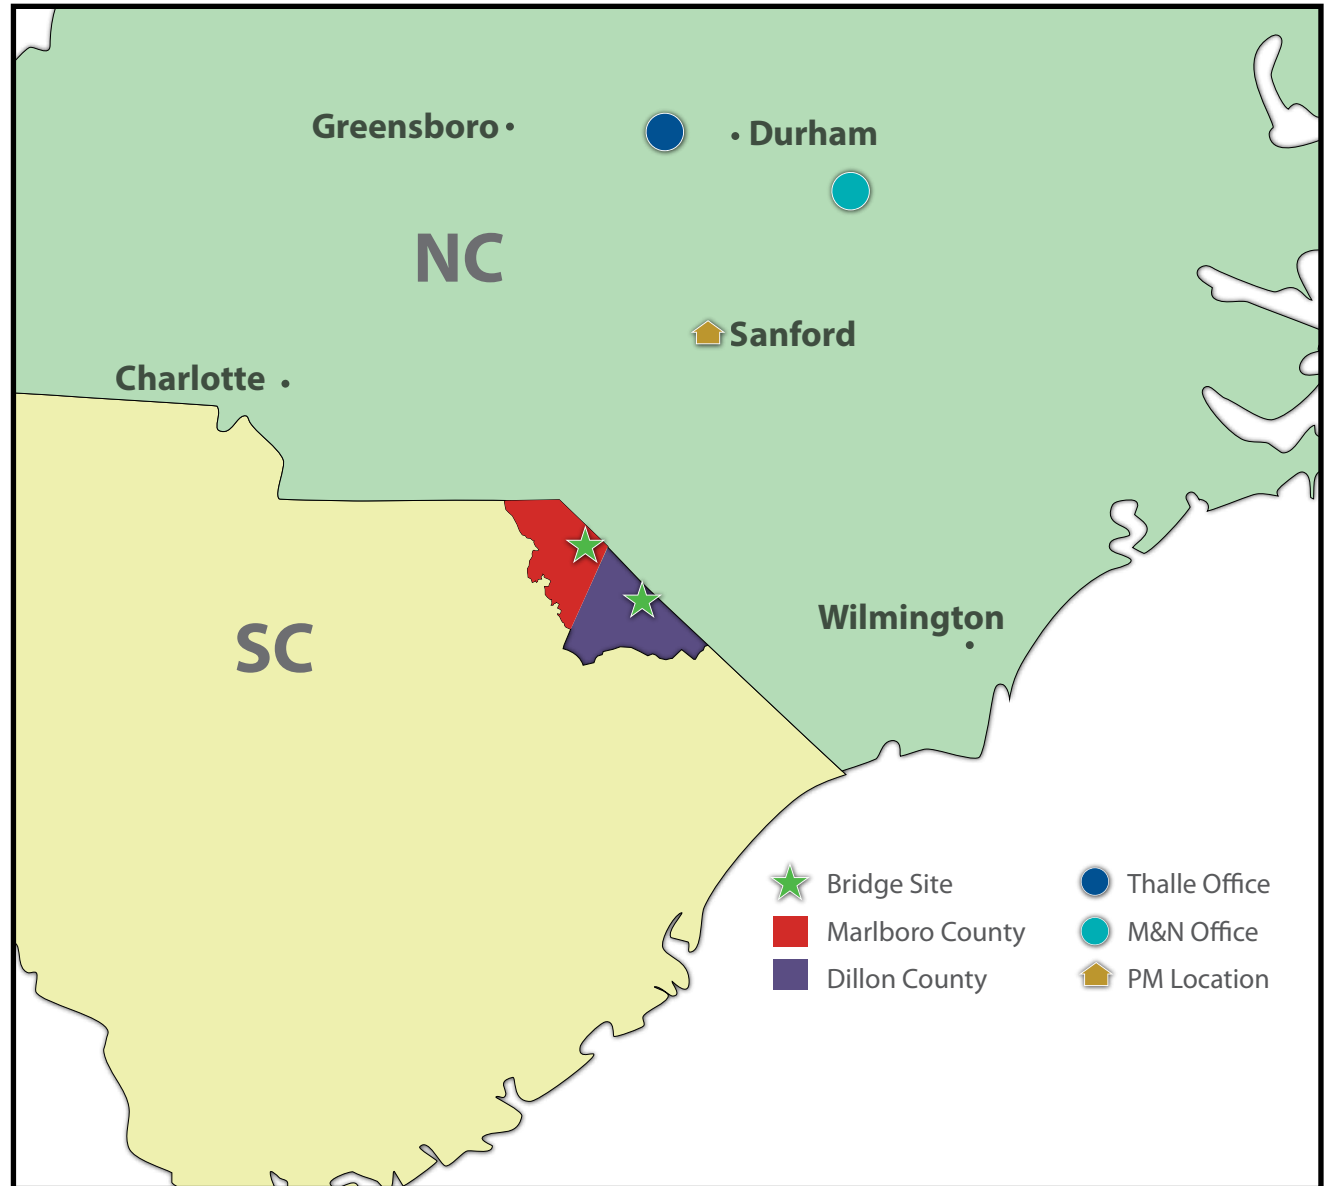 Greensboro
Durham
NC
Sanford
Charlotte
Wilmington
SC
Bridge Site
Marlboro County
Dillon County
Thalle Office
M&N Office
PM Location